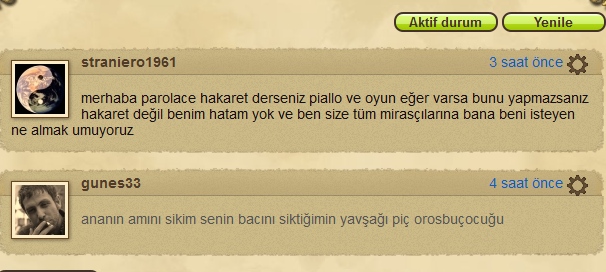 Aktif durum Yenile
straniero1961 3 saat önce
merhaba parolace hakaret derseniz piallo ve oyun eğer varsa bunu yapmazsanız
hakaret değil benim hatam yok ve ben size tüm mirasçılarına bana beni isteyen
ne almak umuyoruz
gunes33 4 saat önce
ananın amını sikim senin bacını siktiğimin yavşağı piç orosbuçocuğu